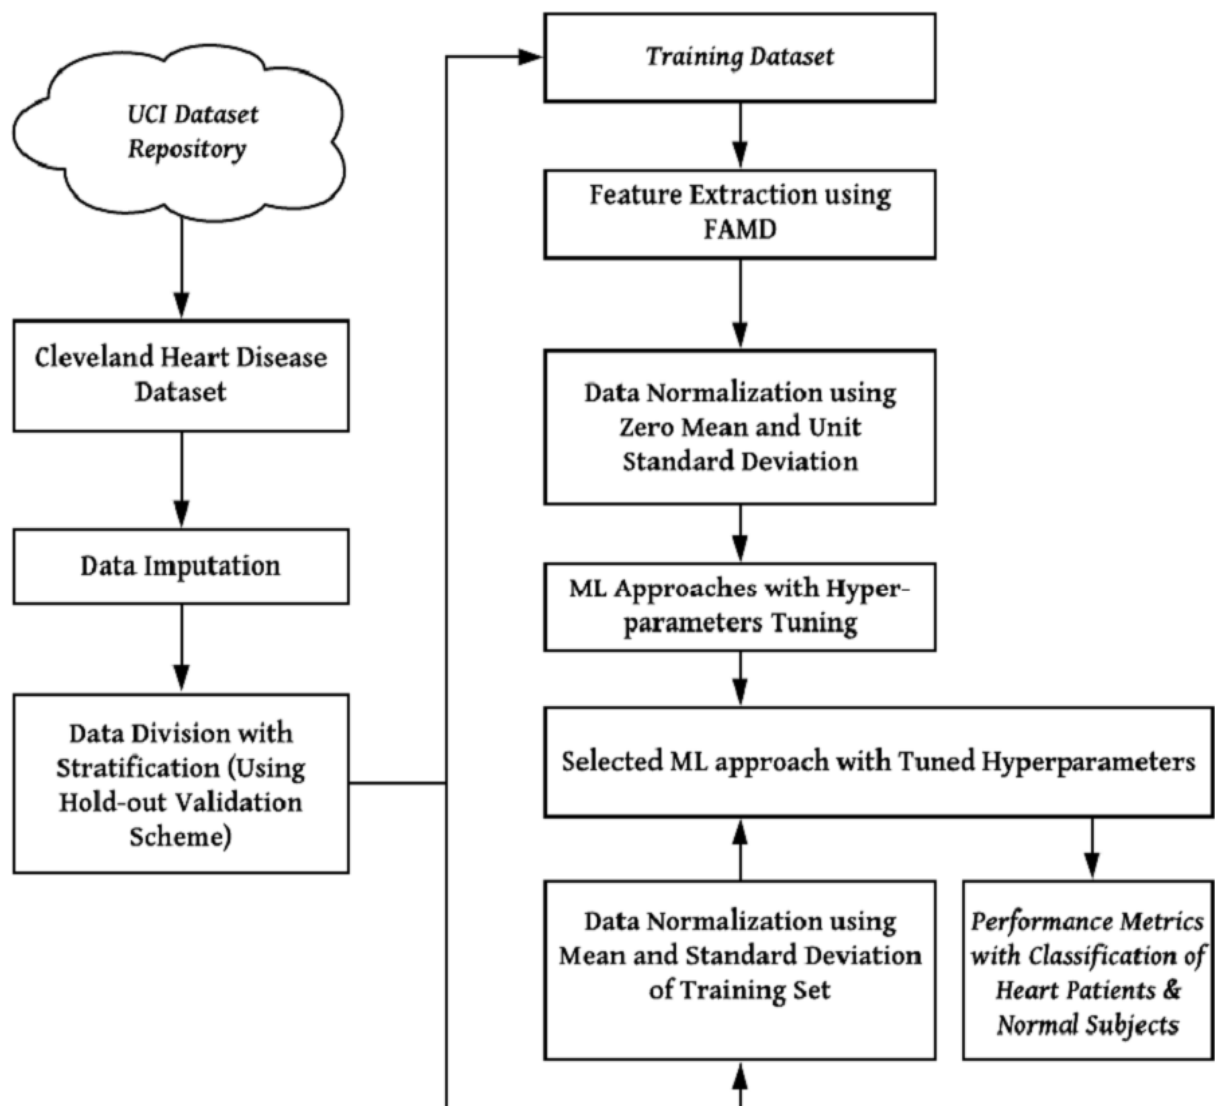 UCI Dataset
Repository
Cleveland Heart Disease
Dataset
Data Imputation
Data Division with
Stratification (Using
Hold-out Validation
Scheme)
Training Dataset
Feature Extraction using
FAMD
Data Normalization using
Zero Mean and Unit
Standard Deviation
ML Approaches with Hyper-
parameters Tuning
Selected ML approach with Tuned Hyperparameters
Data Normalization using
Mean and Standard Deviation
of Training Set
Performance Metrics
with Classification of
Heart Patients &
Normal Subjects